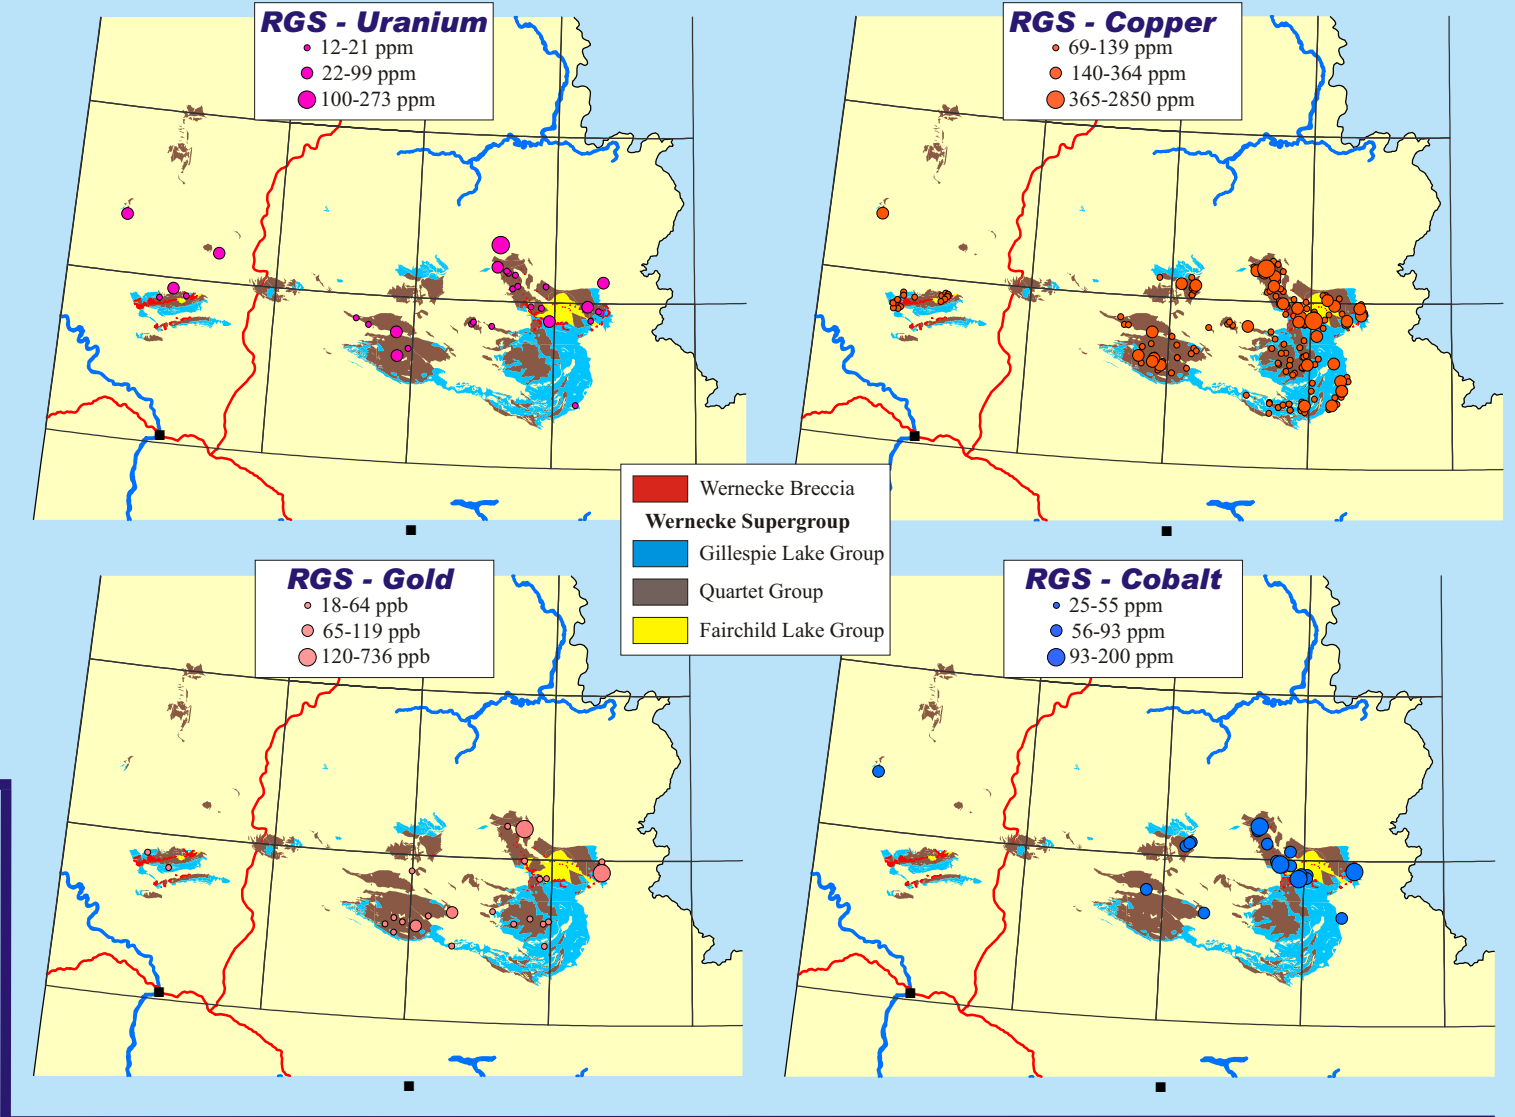 RGS - Uranium
12-21 ppm
22-99 ppm
100-273 ppm
RGS - Copper
69-139 ppm
140-364 ppm
365-2850 ppm
Wernecke Breccia
Wernecke Supergroup
Gillespie Lake Group
Quartet Group
Fairchild Lake Group
RGS - Gold
18-64 ppb
65-119 ppb
120-736 ppb
RGS - Cobalt
25-55 ppm
56-93 ppm
93-200 ppm